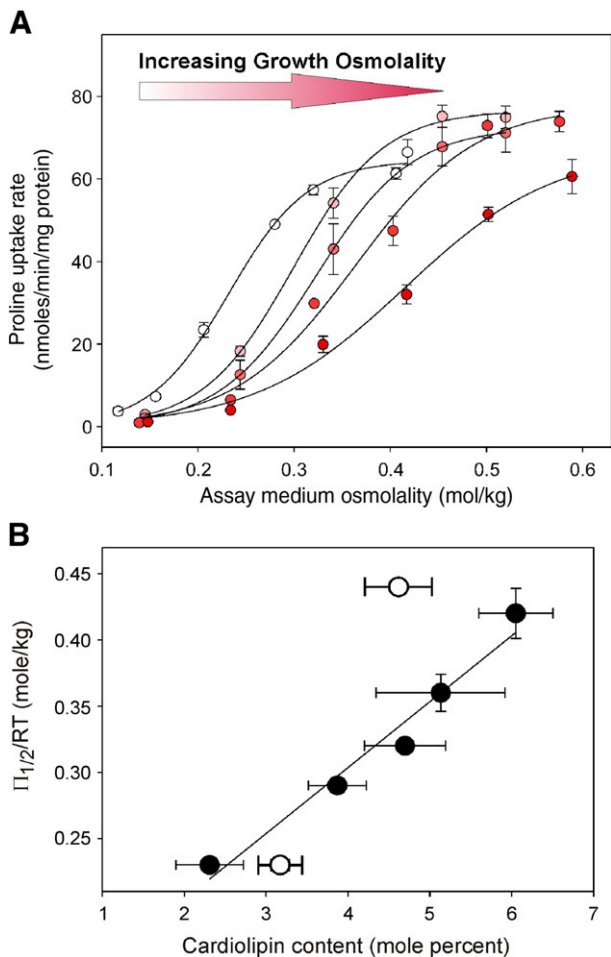 A
Increasing Growth Osmolality
Proline uptake rate
(nmoles/min/mg protein)
80
60
40
20
0
0.1 0.2 0.3 0.4 0.5 0.6
Assay medium osmolality (mol/kg)
B
Π1/2/RT (mole/kg)
0.45
0.40
0.35
0.30
0.25
1 2 3 4 5 6 7
Cardiolipin content (mole percent)